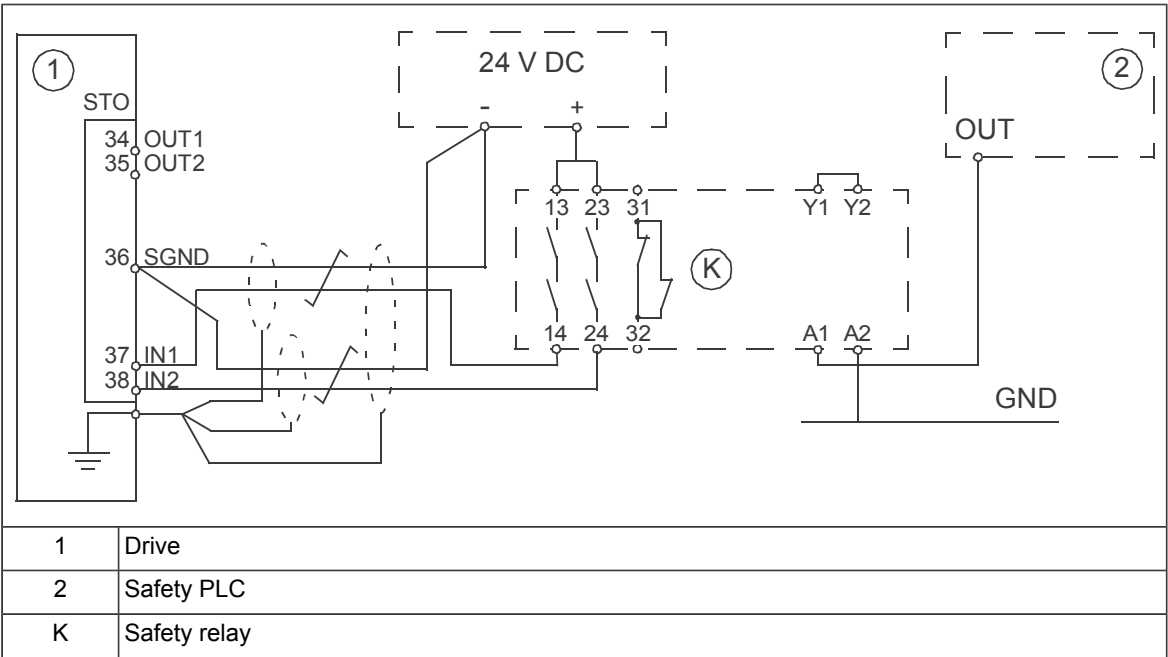 1
24 V DC
2
STO
- +
34 OUT1
35 OUT2
OUT
13 23 31
Y1 Y2
36 SGND
K
14 24 32
A1 A2
37 IN1
38 IN2
GND
1 Drive
2 Safety PLC
K Safety relay